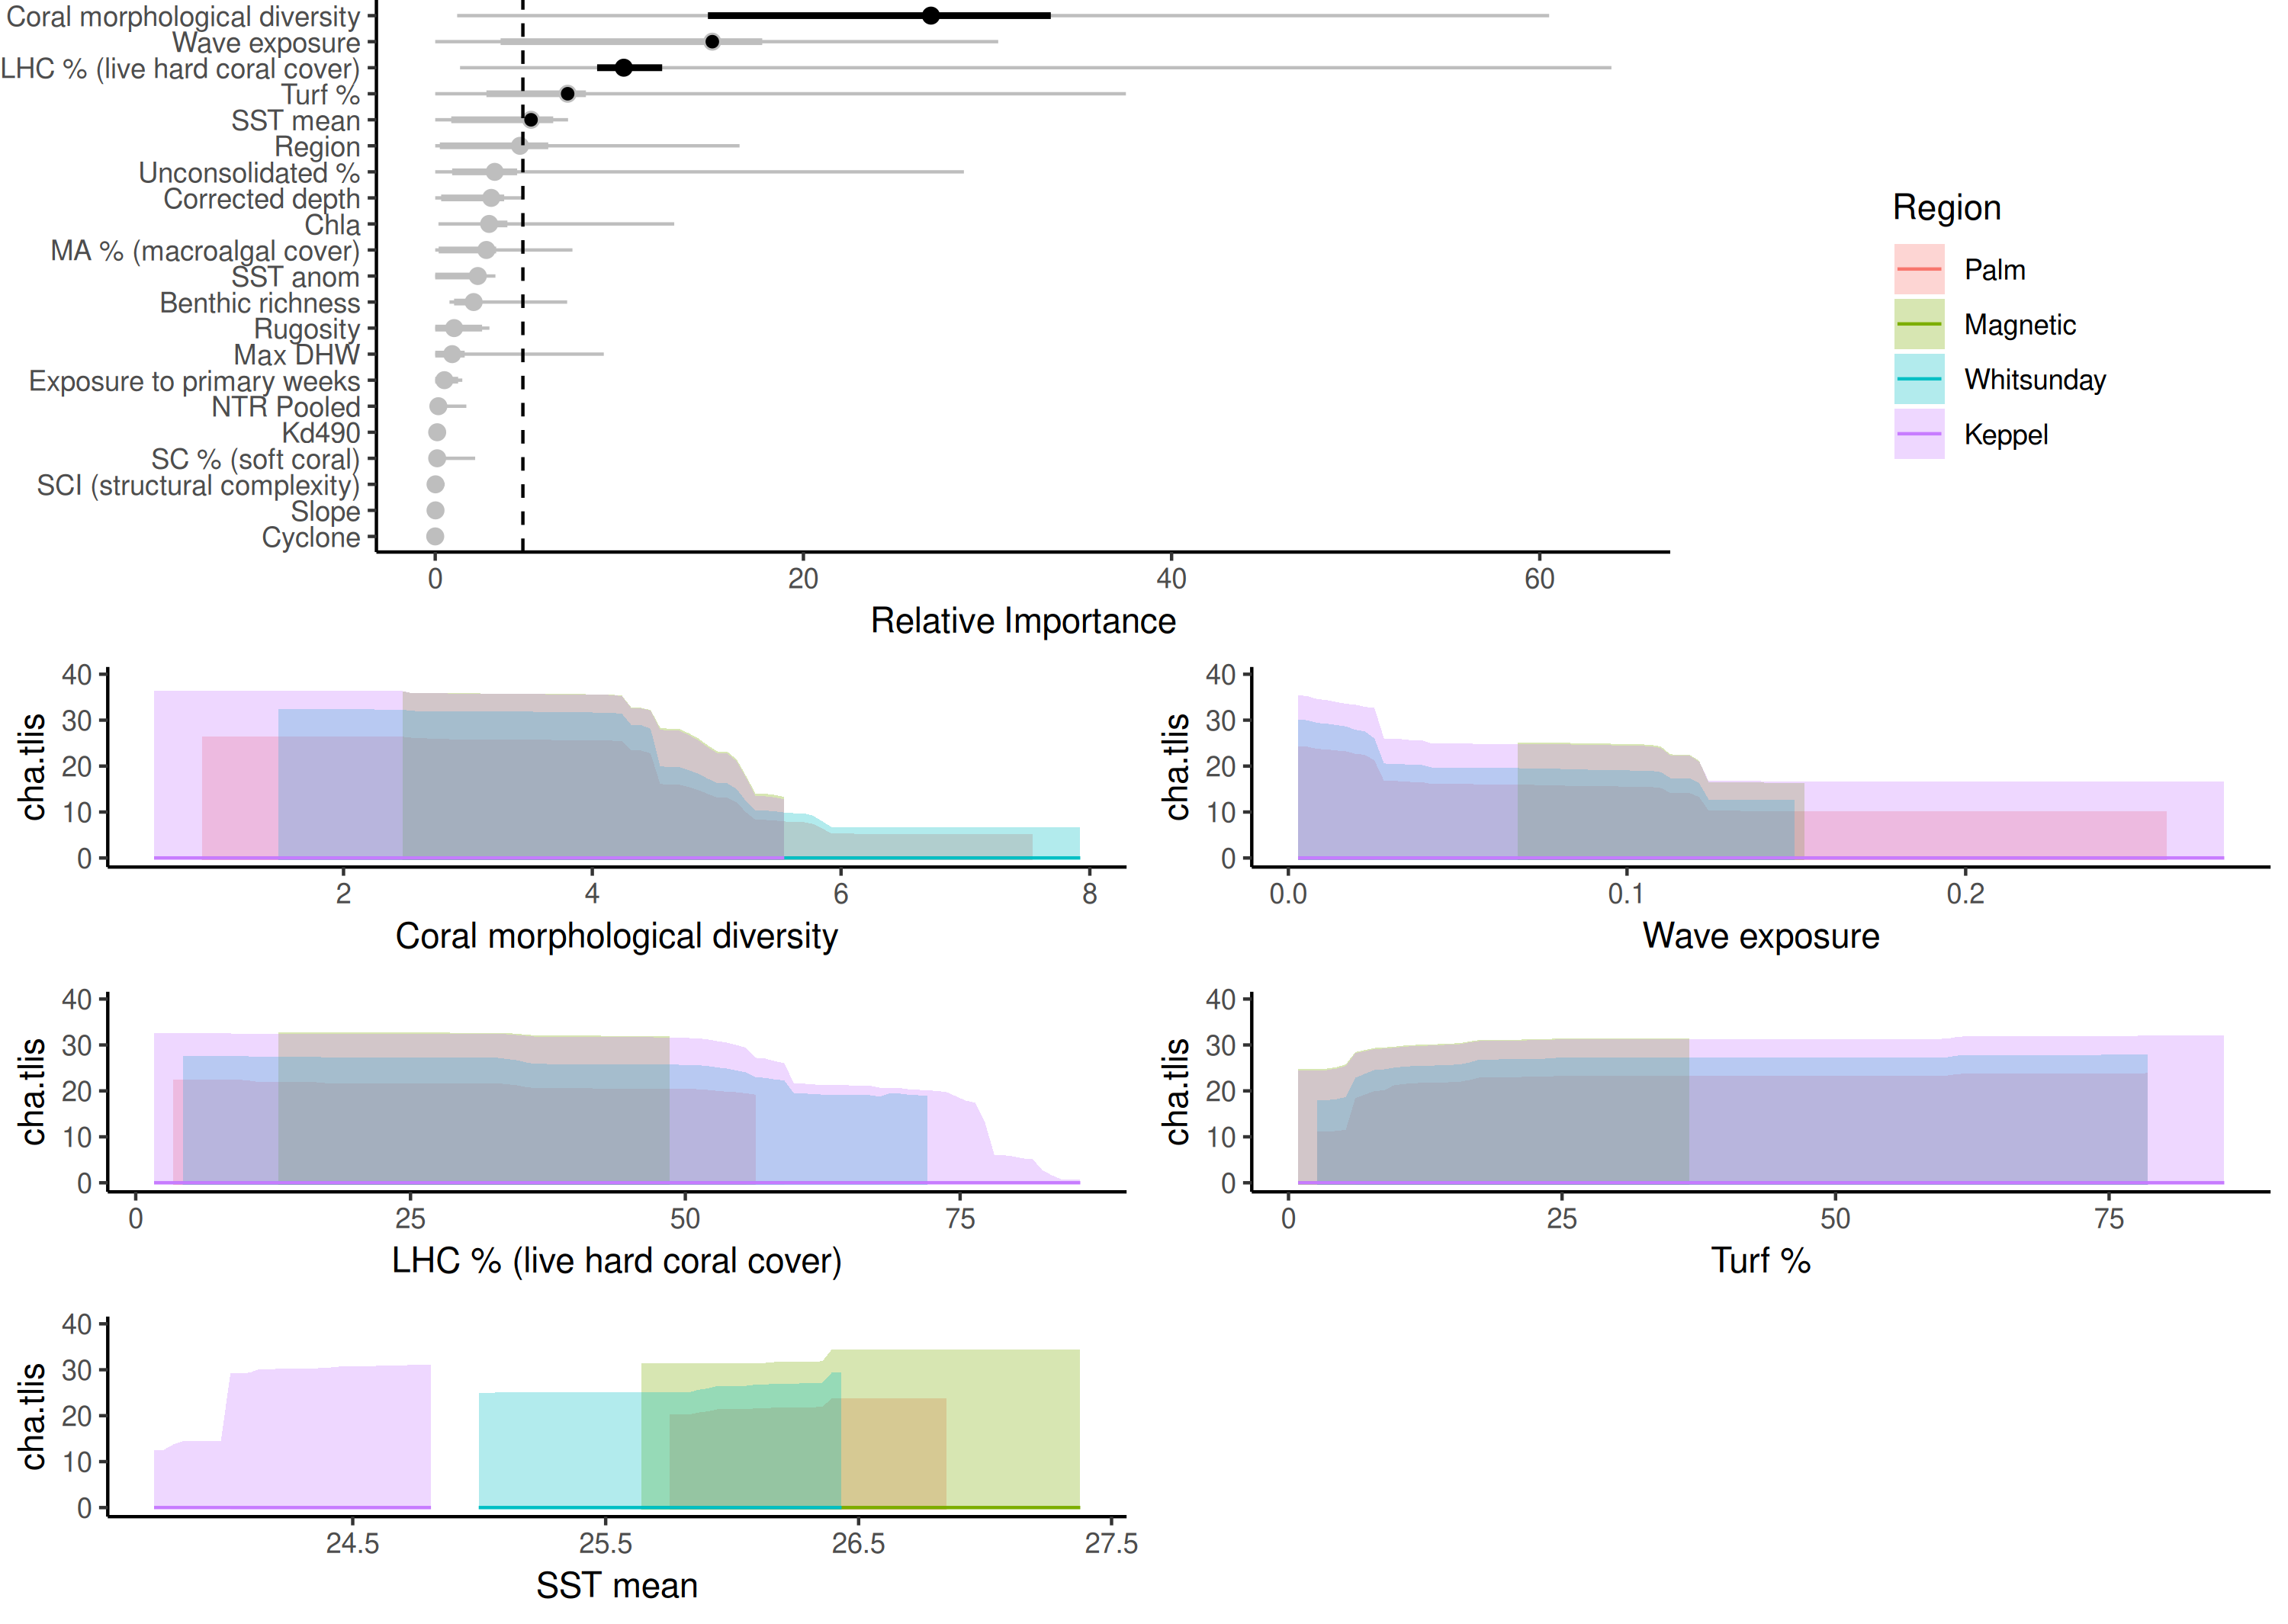 Coral morphological diversity
Wave exposure
LHC % (live hard coral cover)
Turf %
SST mean
Region
Unconsolidated %
Corrected depth
Chla
MA % (macroalgal cover)
SST anom
Benthic richness
Rugosity
Max DHW
Exposure to primary weeks
NTR Pooled
Kd490
SC % (soft coral)
SCI (structural complexity)
Slope
Cyclone
0 20 40 60
Relative Importance
Region
Palm
Magnetic
Whitsunday
Keppel
40
30
20
10
0
cha.tlis
2 4 6 8
Coral morphological diversity
40
30
20
10
0
cha.tlis
0.0 0.1 0.2
Wave exposure
40
30
20
10
0
cha.tlis
0 25 50 75
LHC % (live hard coral cover)
40
30
20
10
0
cha.tlis
0 25 50 75
Turf %
40
30
20
10
0
cha.tlis
24.5 25.5 26.5 27.5
SST mean